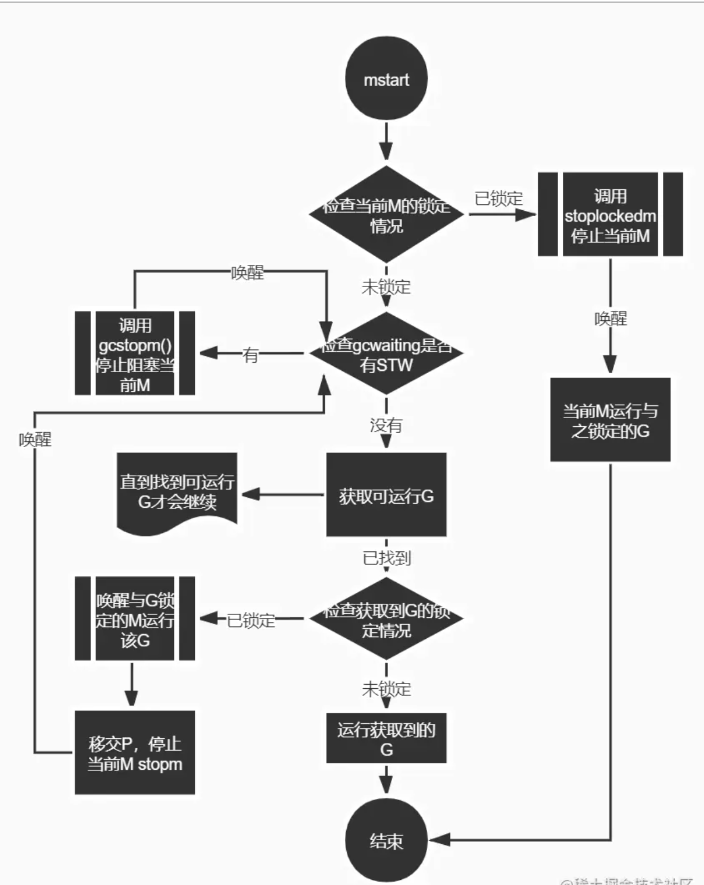 mstart
检查当前M的锁定
情况
已锁定
调用
stoplockedm
停止当前M
未锁定
唤醒
调用
gcstopm()
停止阻塞当
前M
有
检查gcwaiting是否
有STW
唤醒
当前M运行与
之锁定的G
没有
唤醒
直到找到可运行
G才会继续
获取可运行G
已找到
唤醒与G锁
定的M运行
该G
已锁定
检查获取到G的锁
定情况
未锁定
移交P，停止
当前M stopm
运行获取到的
G
结束
@稀土掘金技术社区